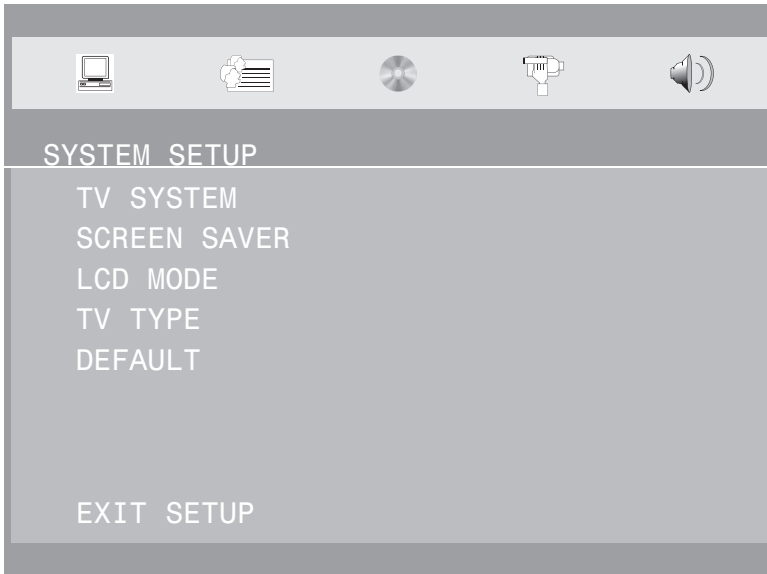 SYSTEM SETUP
TV SYSTEM
SCREEN SAVER
LCD MODE
TV TYPE
DEFAULT
EXIT SETUP